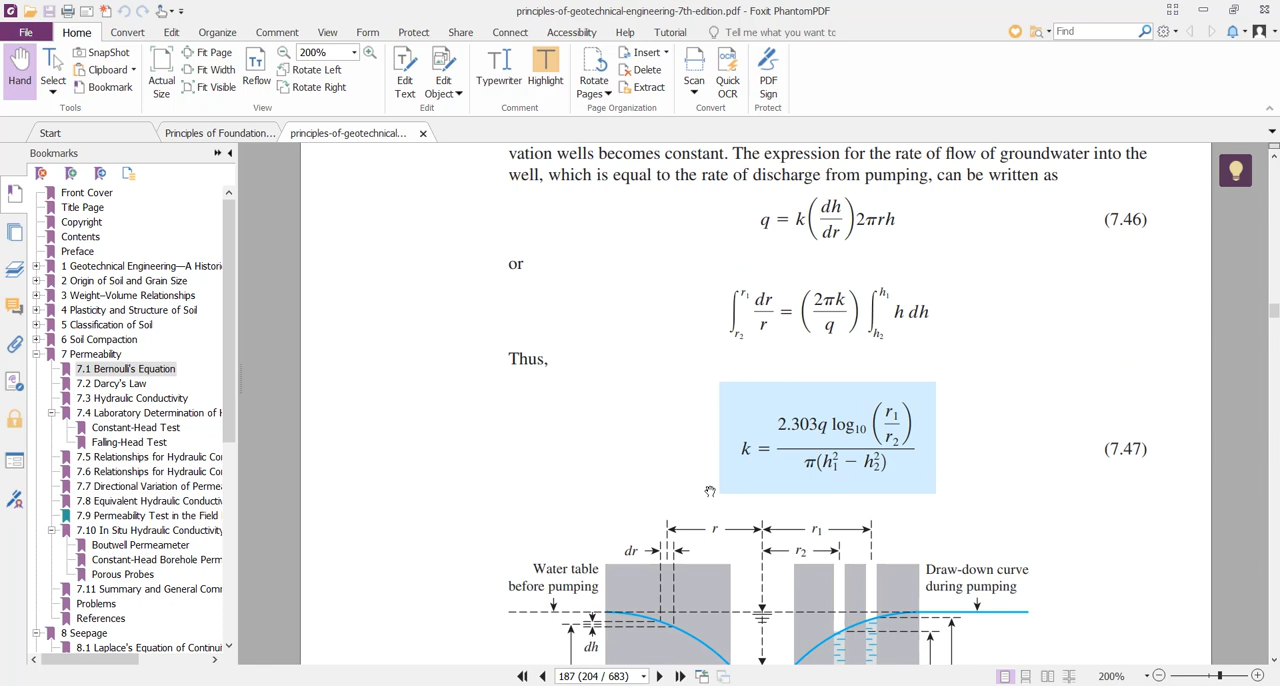 principles-of-geotechnical-engineering-7th-edition.pdf - Foxit PhantomPDF
File Home Convert Edit Organize Comment View Form Protect Share Connect Accessibility Help Tutorial Tell me what you want to Find
Hand Select SnapShot Clipboard Bookmark Actual Size Fit Page Fit Width Fit Visible Reflow 200% Rotate Left Rotate Right Edit Text Edit Object Typewriter Highlight Rotate Pages Insert Delete Extract Scan Quick OCR PDF Sign
Tools View Edit Comment Page Organization Convert Protect
Start Principles of Foundation... principles-of-geotechnical...
Bookmarks
Front Cover
Title Page
Copyright
Contents
Preface
1 Geotechnical Engineering—A Histori
2 Origin of Soil and Grain Size
3 Weight–Volume Relationships
4 Plasticity and Structure of Soil
5 Classification of Soil
6 Soil Compaction
7 Permeability
7.1 Bernoulli's Equation
7.2 Darcy's Law
7.3 Hydraulic Conductivity
7.4 Laboratory Determination of H
Constant-Head Test
Falling-Head Test
7.5 Relationships for Hydraulic Co
7.6 Relationships for Hydraulic Co
7.7 Directional Variation of Perme
7.8 Equivalent Hydraulic Conducti
7.9 Permeability Test in the Field
7.10 In Situ Hydraulic Conductivity
Boutwell Permeameter
Constant-Head Borehole Perm
Porous Probes
7.11 Summary and General Comm
Problems
References
8 Seepage
8.1 Laplace's Equation of Continui
vation wells becomes constant. The expression for the rate of flow of groundwater into the
well, which is equal to the rate of discharge from pumping, can be written as
q = k(dh/dr)2πrh (7.46)
or
∫_{r₂}^{r₁} dr/r = (2πk/q) ∫_{h₂}^{h₁} h dh
Thus,
k = 2.303q log₁₀(r₁/r₂) / π(h₁² − h₂²) (7.47)
r r₁
dr r₂
Water table
before pumping
Draw-down curve
during pumping
dh
187 (204 / 683) 200%